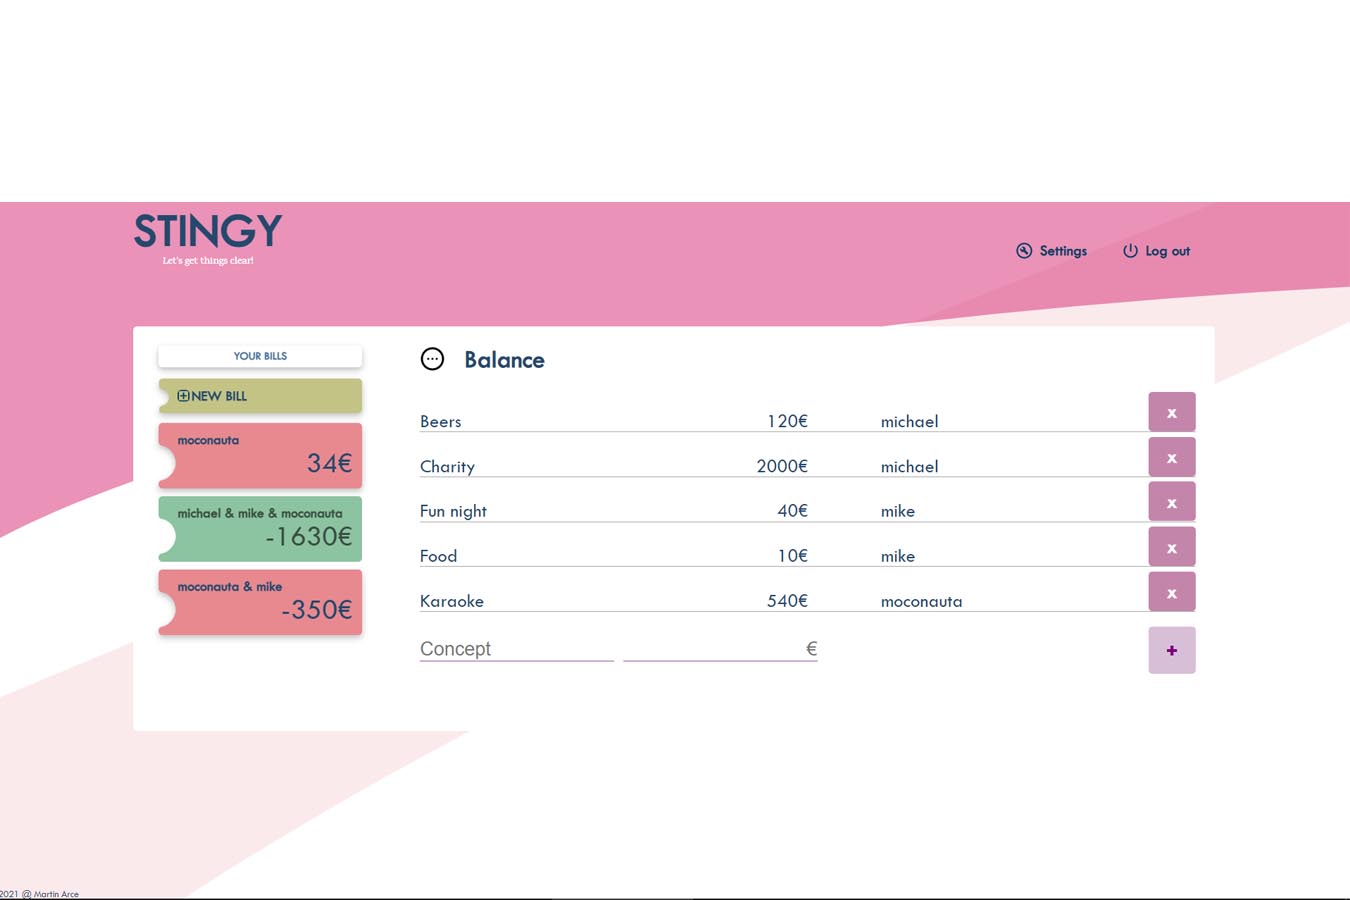 STINGY
Let's get things clear!
Settings
Log out
YOUR BILLS
NEW BILL
moconauta
34€
michael & mike & moconauta
-1630€
moconauta & mike
-350€
Balance
Beers 120€ michael x
Charity 2000€ michael x
Fun night 40€ mike x
Food 10€ mike x
Karaoke 540€ moconauta x
Concept € +
2021 @ Martin Arce